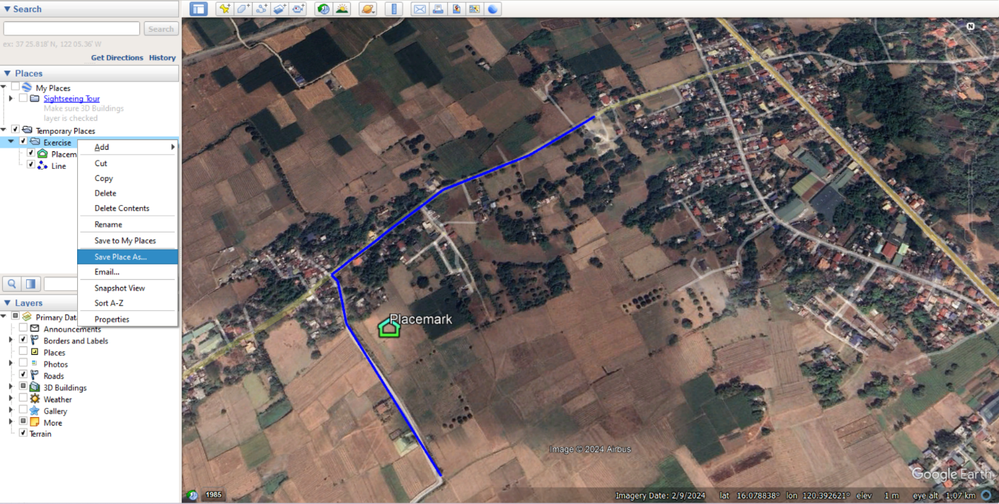 Search
Search
ex: 37 25.818' N, 122 05.36' W
Get Directions History
Places
My Places
Sightseeing Tour
Make sure 3D Buildings
layer is checked
Temporary Places
Exercise
Placem
Line
Add
Cut
Copy
Delete
Delete Contents
Rename
Save to My Places
Save Place As...
Email...
Snapshot View
Sort A-Z
Properties
Layers
Primary Data
Announcements
Borders and Labels
Places
Photos
Roads
3D Buildings
Weather
Gallery
More
Terrain
N
Placemark
Image © 2024 Airbus
Google Earth
1985
Imagery Date: 2/9/2024 lat 16.078838° lon 120.392621° elev 1 m eye alt 1.07 km